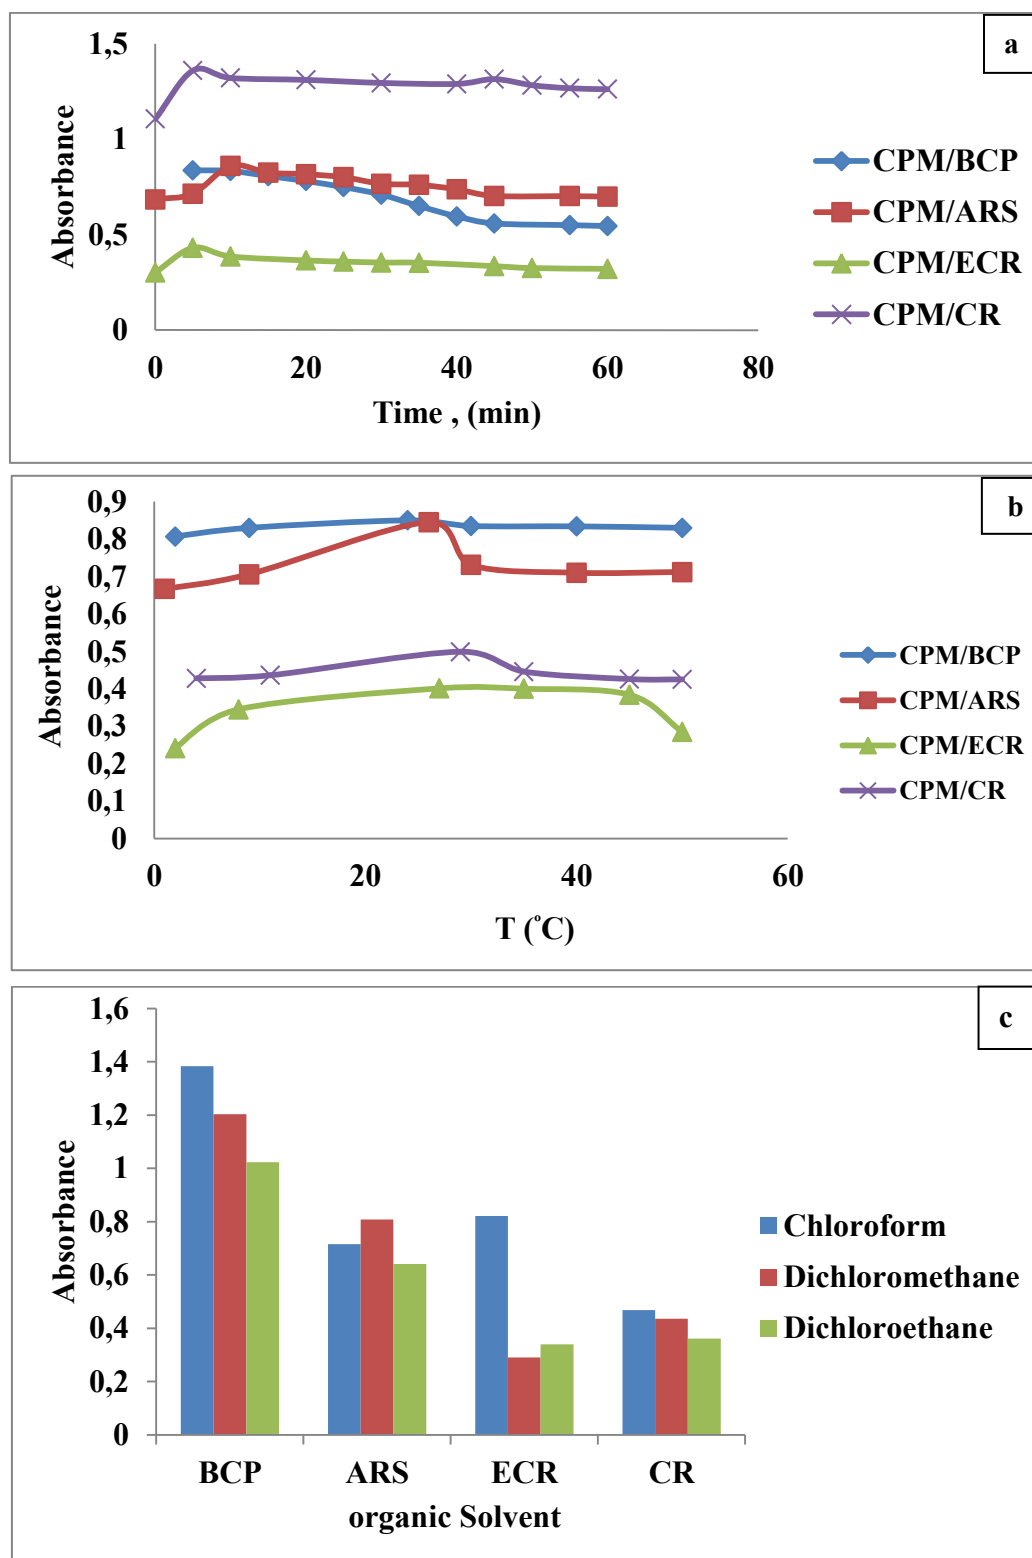 a
1,5
1
0,5
0
0 20 40 60 80
Absorbance
Time , (min)
CPM/BCP
CPM/ARS
CPM/ECR
CPM/CR
b
0,9
0,8
0,7
0,6
0,5
0,4
0,3
0,2
0,1
0
0 20 40 60
Absorbance
T (°C)
CPM/BCP
CPM/ARS
CPM/ECR
CPM/CR
c
1,6
1,4
1,2
1
0,8
0,6
0,4
0,2
0
BCP ARS ECR CR
Absorbance
organic Solvent
Chloroform
Dichloromethane
Dichloroethane